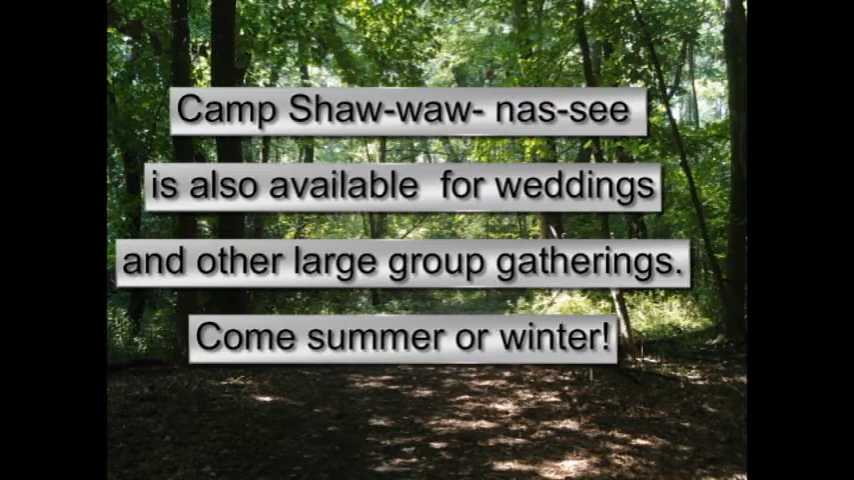 Camp Shaw-waw- nas-see
is also available  for weddings
and other large group gatherings.
Come summer or winter!